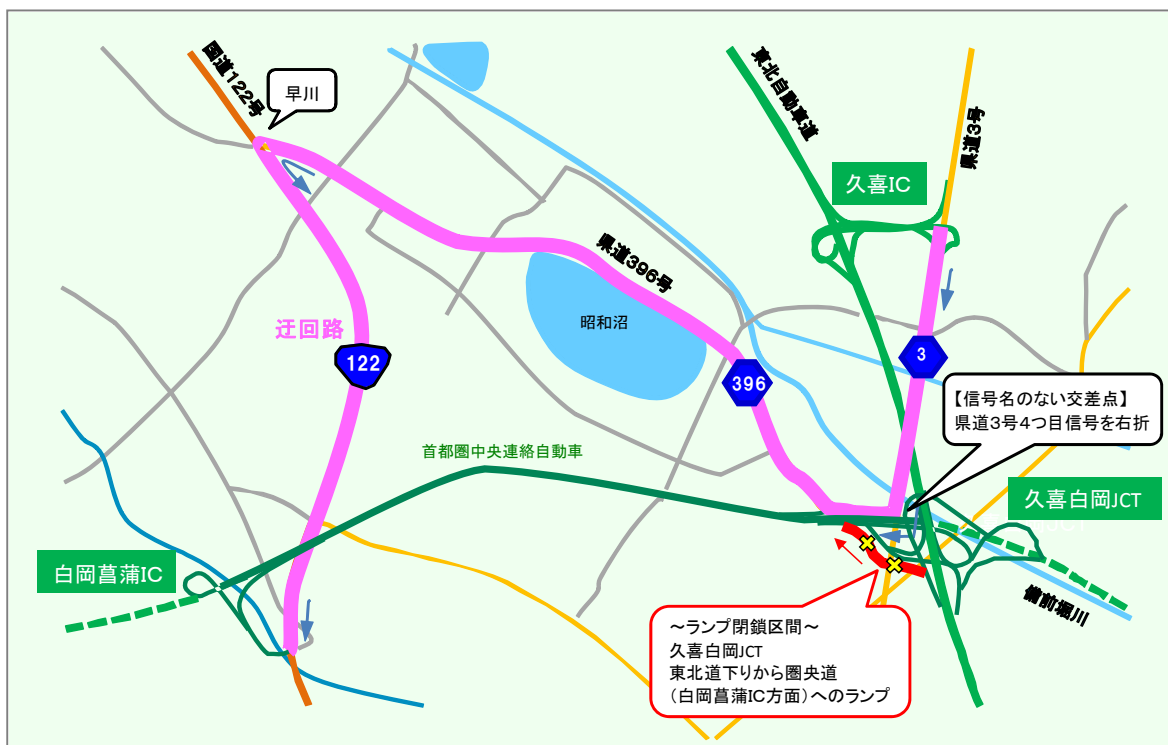 国道122号
早川
東北自動車道
県道3号
久喜IC
県道396号
昭和沼
迂回路
122
3
396
【信号名のない交差点】
県道3号4つ目信号を右折
首都圏中央連絡自動車
久喜白岡JCT
白岡菖蒲IC
備前堀川
~ランプ閉鎖区間~
久喜白岡JCT
東北道下りから圏央道
(白岡菖蒲IC方面)へのランプ